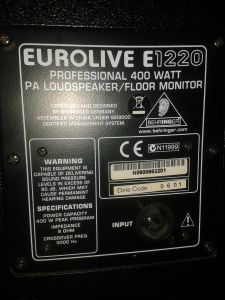 EUROLIVE E1220
PROFESSIONAL 400 WATT
PA LOUDSPEAKER/FLOOR MONITOR
CONCEIVED AND DESIGNED
BY BEHRINGER GERMANY.
ASSEMBLED IN CHINA UNDER ISO9000
CERTIFIED MANAGEMENT SYSTEM.
BEHRINGER
www.behringer.com
CE
N11999
WARNING
THIS EQUIPMENT IS
CAPABLE OF DELIVERING
SOUND PRESSURE
LEVELS IN EXCESS OF
90 dB, WHICH MAY
CAUSE PERMANENT
HEARING DAMAGE.
N0600663201
Date Code 0601
SPECIFICATIONS
POWER CAPACITY
400 W PEAK PROGRAM
IMPEDANCE
8 OHM
CROSSOVER FREQ.
3000 Hz
INPUT